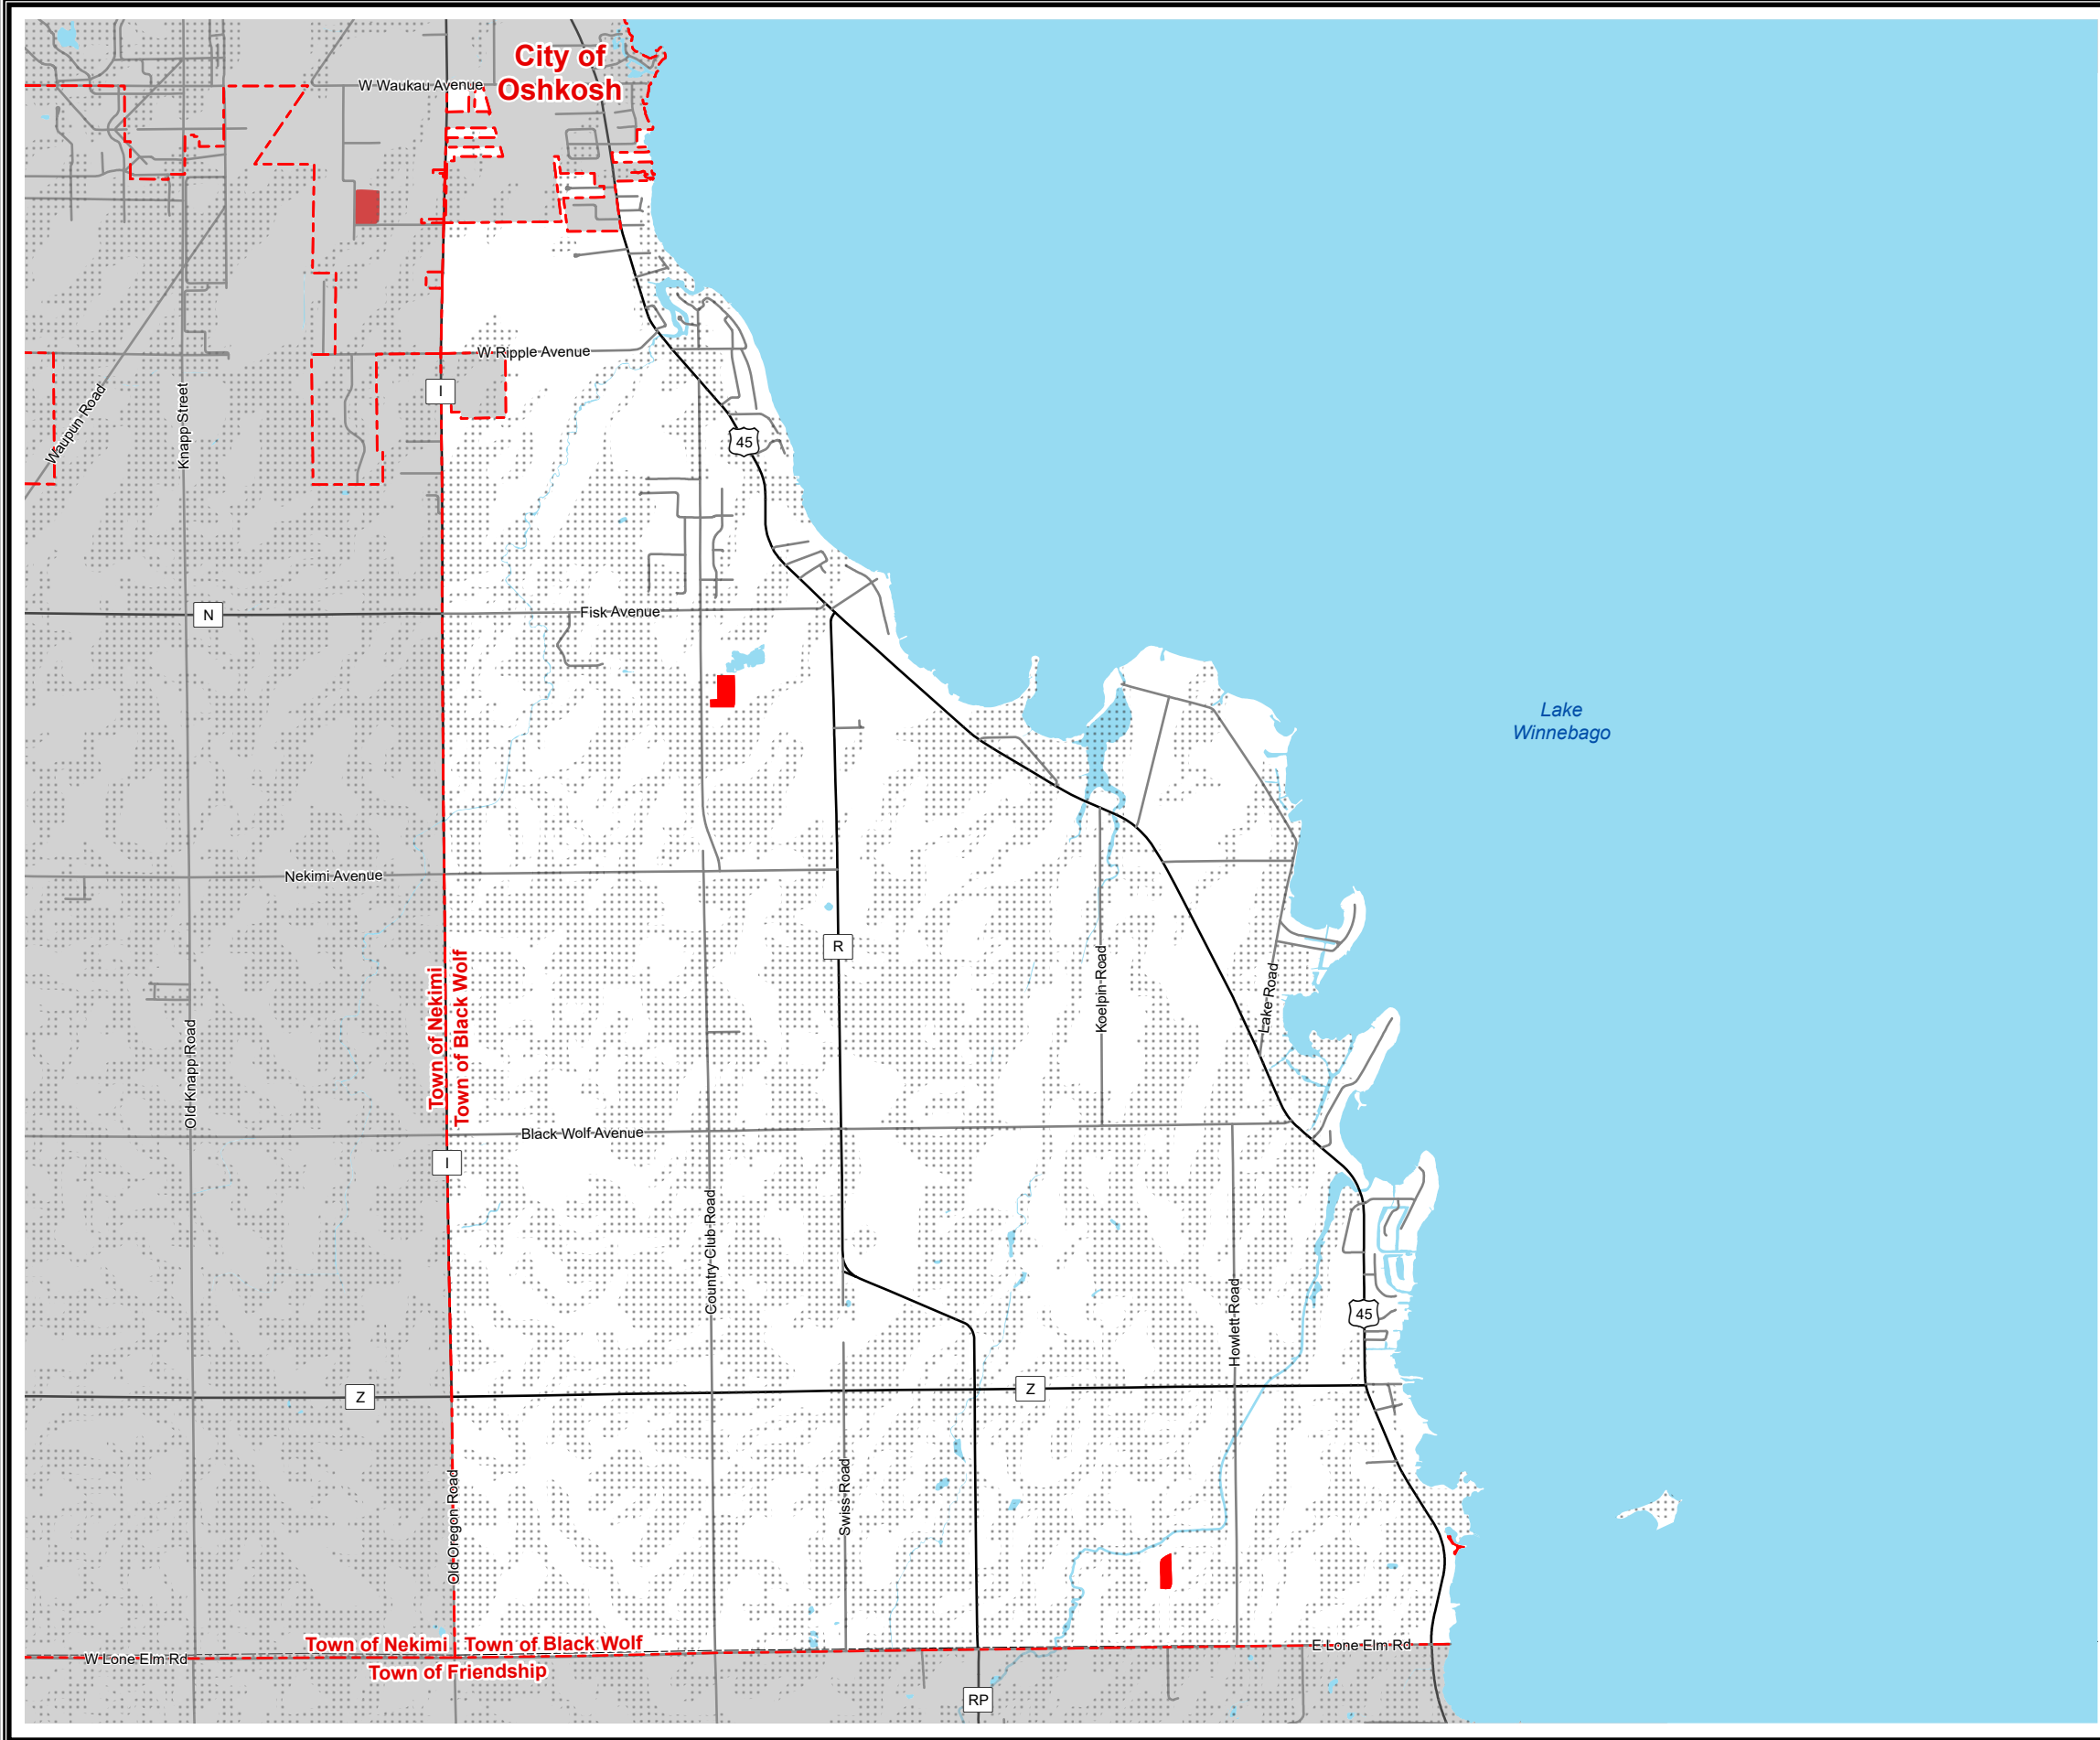 City of
Oshkosh
W Waukau Avenue
W Ripple Avenue
I
Waupun Road
Knapp Street
45
N
Fisk Avenue
Lake
Winnebago
Nekimi Avenue
R
Town of Nekimi
Town of Black Wolf
Koelpin Road
Lake Road
Old Knapp Road
Black Wolf Avenue
I
Country Club Road
Howlett Road
45
Z
Z
Swiss Road
Old Oregon Road
Town of Nekimi
Town of Black Wolf
E Lone Elm Rd
W Lone Elm Rd
Town of Friendship
RP